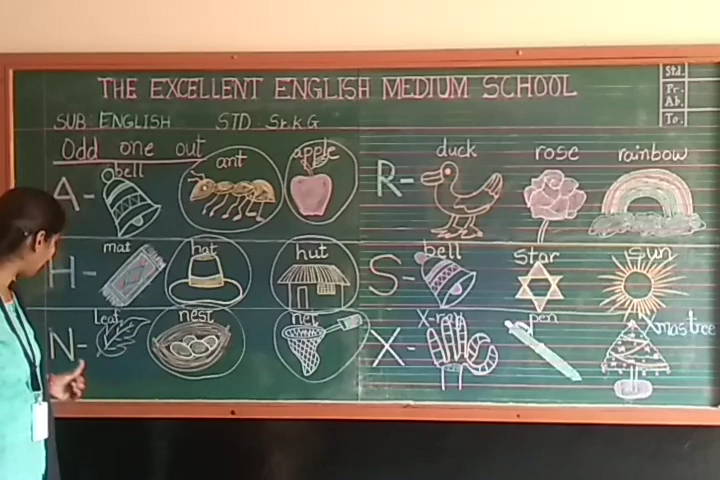 THE EXCELLENT ENGLISH MEDIUM SCHOOL
Std.
Pr.
Ab.
To.
SUB: ENGLISH STD Sr.K.G
Odd one out
A- bell ant apple
H- mat hat hut
N- Leaf nest net
R- duck rose rainbow
S- bell star sun
X- X-ray pen Xmas tree